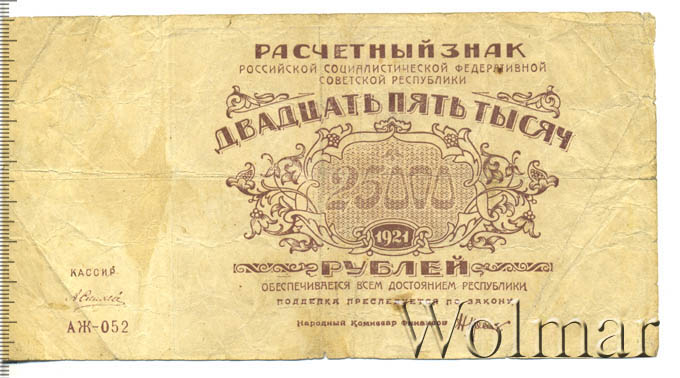 РАСЧЕТНЫЙ ЗНАК
РОССИЙСКОЙ СОЦИАЛИСТИЧЕСКОЙ ФЕДЕРАТИВНОЙ
СОВЕТСКОЙ РЕСПУБЛИКИ
ДВАДЦАТЬ ПЯТЬ ТЫСЯЧ
25000
1921
РУБЛЕЙ
ОБЕСПЕЧИВАЕТСЯ ВСЕМ ДОСТОЯНИЕМ РЕСПУБЛИКИ
ПОДДЕЛКА ПРЕСЛЕДУЕТСЯ ПО ЗАКОНУ
Народный Комиссар Финансов
КАССИР
АЖ-052
Wolmar